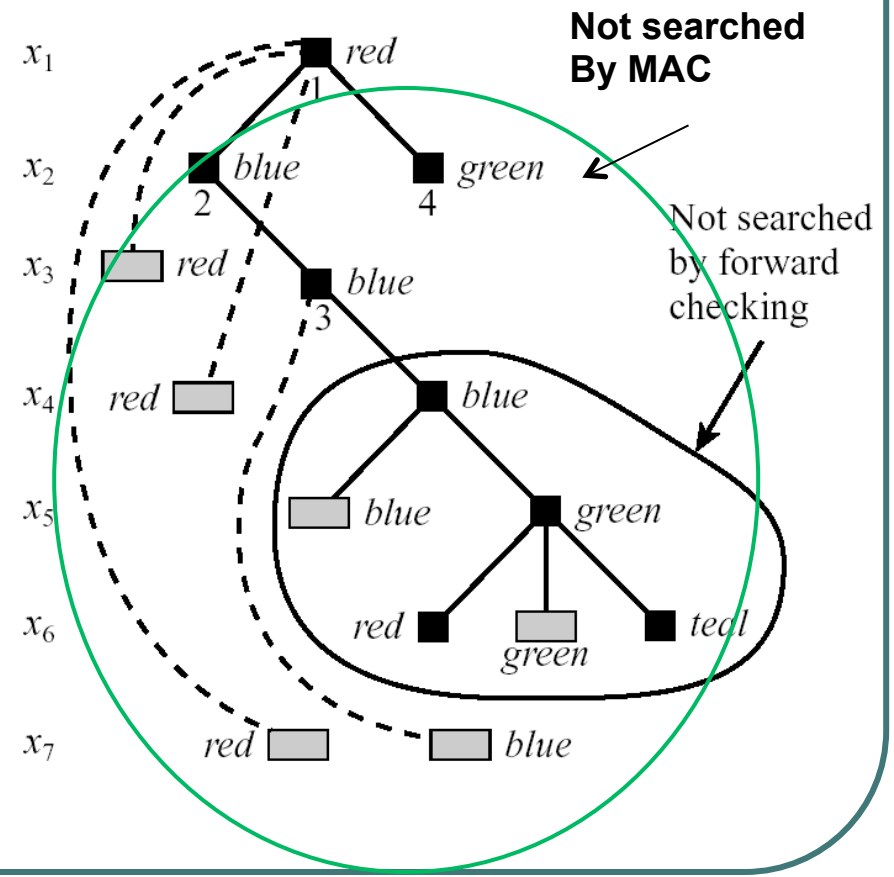 Not searched
By MAC
x1 red
1
x2 blue green
2 4
Not searched
by forward
checking
x3 red blue
3
x4 red blue
x5 blue green
x6 red teal
green
x7 red blue